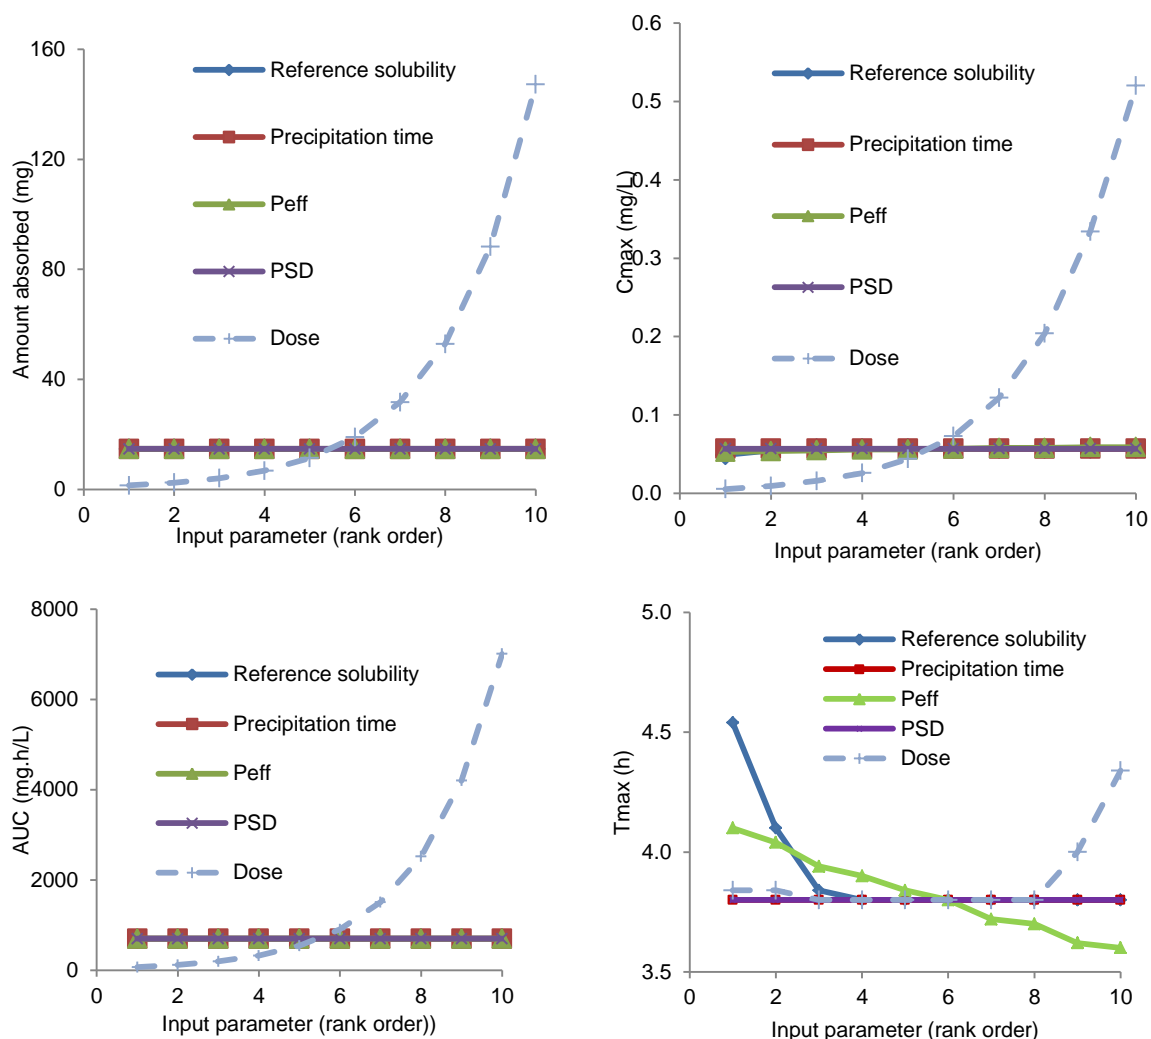 160
120
80
40
0
Amount absorbed (mg)
Reference solubility
Precipitation time
Peff
PSD
Dose
0 2 4 6 8 10
Input parameter (rank order)
0.6
0.5
0.4
0.3
0.2
0.1
0.0
Cmax (mg/L)
Reference solubility
Precipitation time
Peff
PSD
Dose
0 2 4 6 8 10
Input parameter (rank order)
8000
6000
4000
2000
0
AUC (mg.h/L)
Reference solubility
Precipitation time
Peff
PSD
Dose
0 2 4 6 8 10
Input parameter (rank order))
5.0
4.5
4.0
3.5
Tmax (h)
Reference solubility
Precipitation time
Peff
PSD
Dose
0 2 4 6 8 10
Input parameter (rank order)